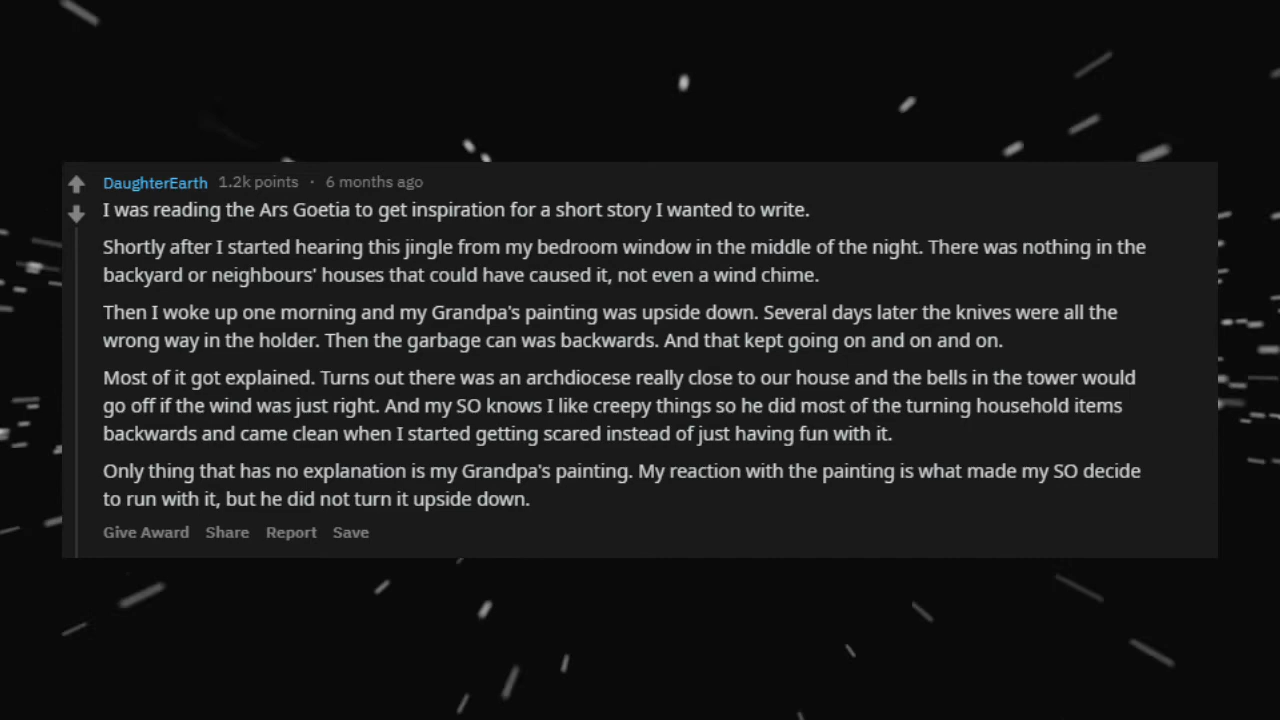 DaughterEarth 1.2k points · 6 months ago
I was reading the Ars Goetia to get inspiration for a short story I wanted to write.
Shortly after I started hearing this jingle from my bedroom window in the middle of the night. There was nothing in the
backyard or neighbours' houses that could have caused it, not even a wind chime.
Then I woke up one morning and my Grandpa's painting was upside down. Several days later the knives were all the
wrong way in the holder. Then the garbage can was backwards. And that kept going on and on and on.
Most of it got explained. Turns out there was an archdiocese really close to our house and the bells in the tower would
go off if the wind was just right. And my SO knows I like creepy things so he did most of the turning household items
backwards and came clean when I started getting scared instead of just having fun with it.
Only thing that has no explanation is my Grandpa's painting. My reaction with the painting is what made my SO decide
to run with it, but he did not turn it upside down.
Give Award Share Report Save